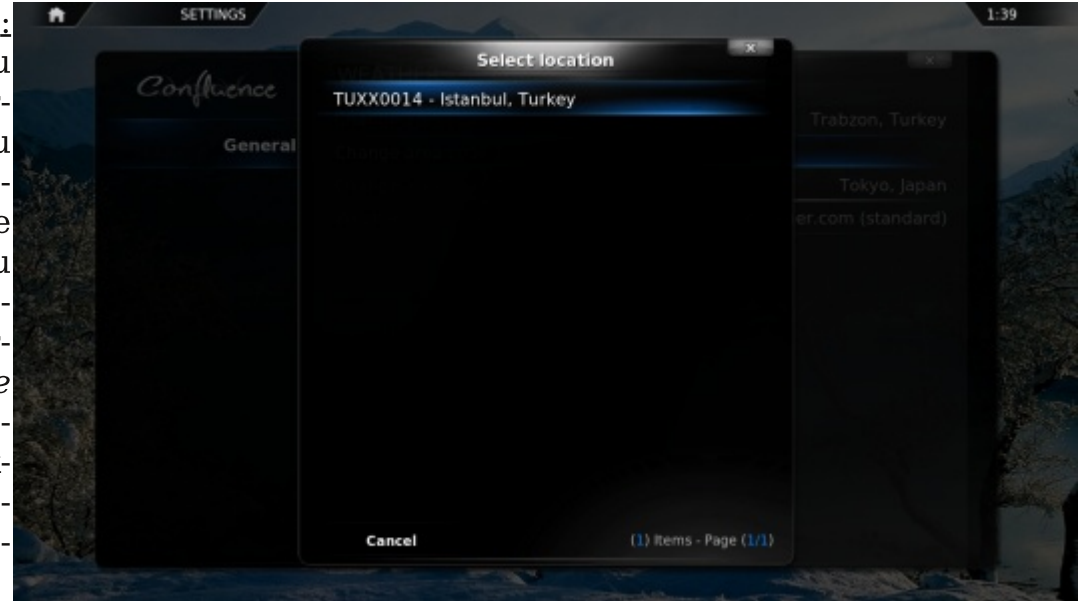 SETTINGS
1:39
Select location
Confluence
TUXX0014 - Istanbul, Turkey
Trabzon, Turkey
General
Tokyo, Japan
er.com (standard)
Cancel
(1) Items - Page (1/1)